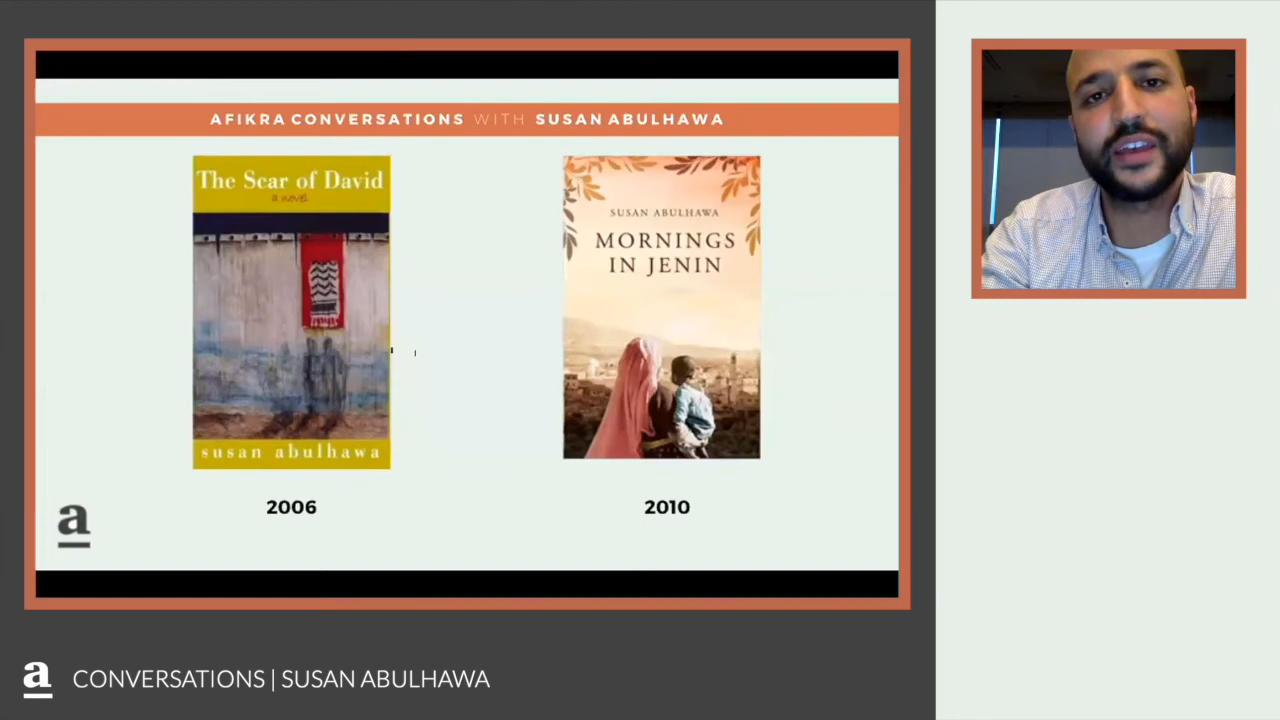 AFIKRA CONVERSATIONS WITH SUSAN ABULHAWA
The Scar of David
a novel
susan abulhawa
SUSAN ABULHAWA
MORNINGS
IN JENIN
2006
2010
a
a
CONVERSATIONS | SUSAN ABULHAWA